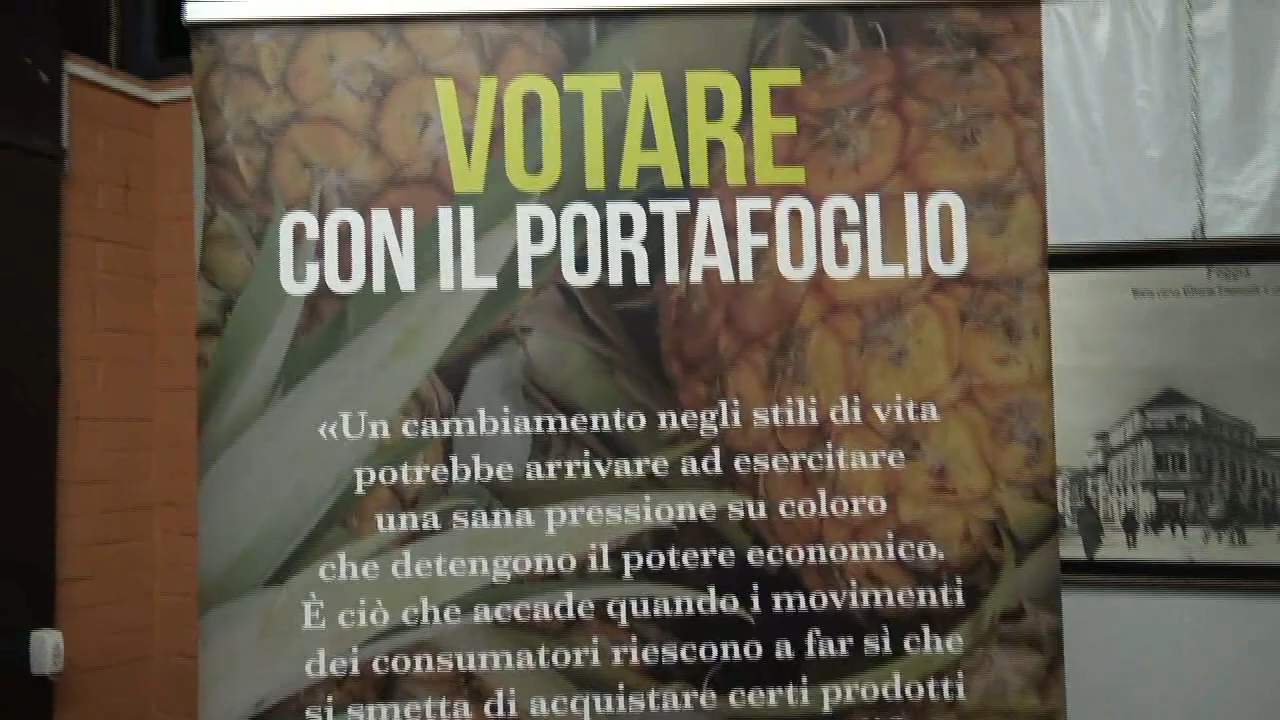 VOTARE
CON IL PORTAFOGLIO
«Un cambiamento negli stili di vita
potrebbe arrivare ad esercitare
una sana pressione su coloro
che detengono il potere economico.
È ciò che accade quando i movimenti
dei consumatori riescono a far sì che
si smetta di acquistare certi prodotti
Foggia